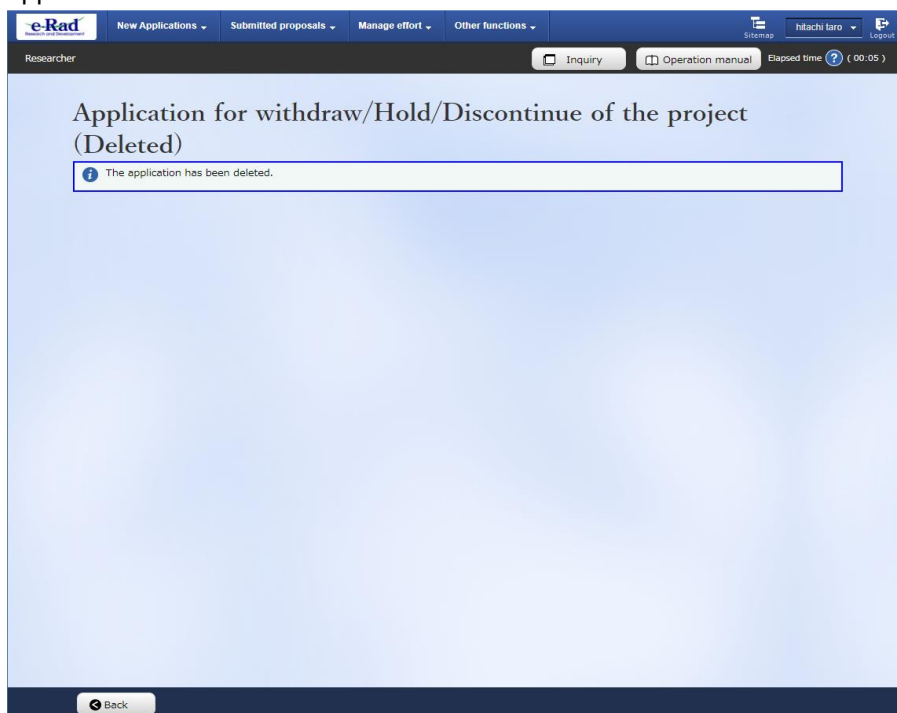 e-Rad New Applications Submitted proposals Manage effort Other functions Sitemap hitachi taro Logout
Research and Development
Researcher Inquiry Operation manual Elapsed time ? ( 00:05 )
Application for withdraw/Hold/Discontinue of the project
(Deleted)
i The application has been deleted.
Back